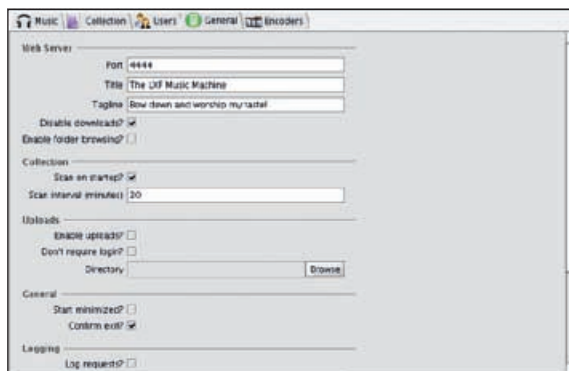 Music Collection Users General Encoders
Web Server
Port 4444
Title The LXF Music Machine
Tagline Bow down and worship my taste!
Disable downloads?
Enable folder browsing?
Collection
Scan on startup?
Scan interval (minutes) 20
Uploads
Enable uploads?
Don't require login?
Directory Browse
General
Start minimized?
Confirm exit?
Logging
Log requests?